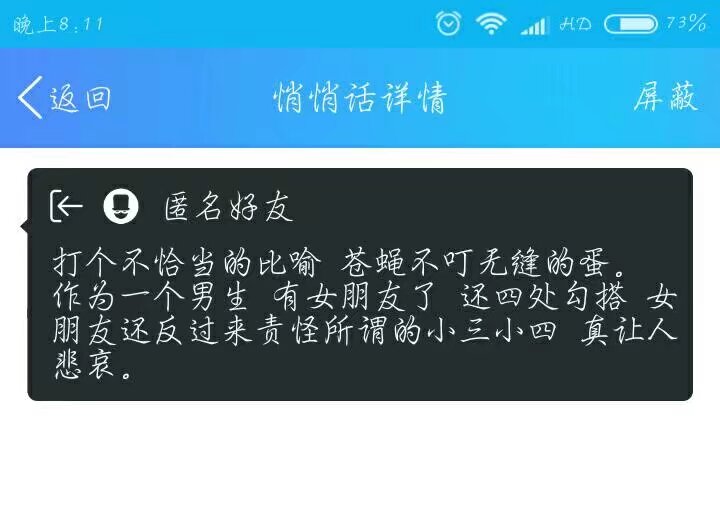 晚上8:11 HD 73%
返回 悄悄话详情 屏蔽
匿名好友
打个不恰当的比喻 苍蝇不叮无缝的蛋。
作为一个男生 有女朋友了 还四处勾搭 女
朋友还反过来责怪所谓的小三小四 真让人
悲哀。